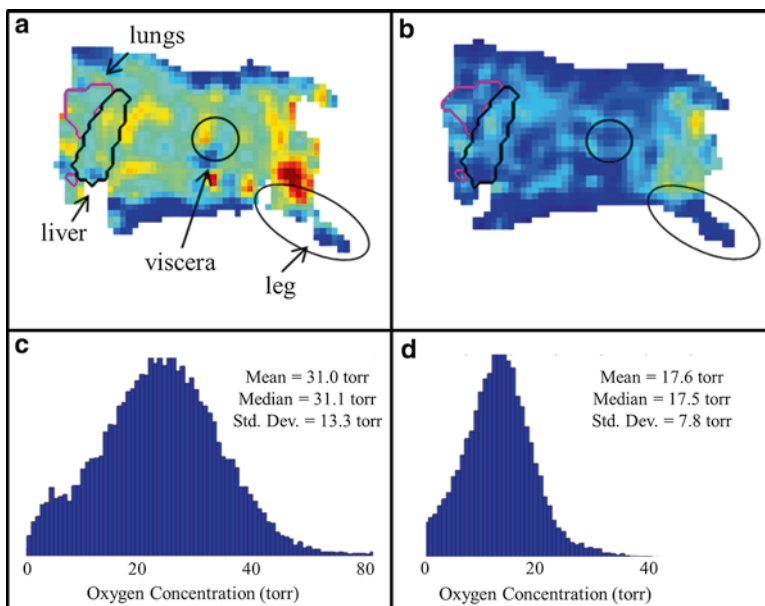 a
lungs
liver
viscera
leg
b
c
Mean = 31.0 torr
Median = 31.1 torr
Std. Dev. = 13.3 torr
0 20 40 60 80
Oxygen Concentration (torr)
d
Mean = 17.6 torr
Median = 17.5 torr
Std. Dev. = 7.8 torr
0 20 40
Oxygen Concentration (torr)